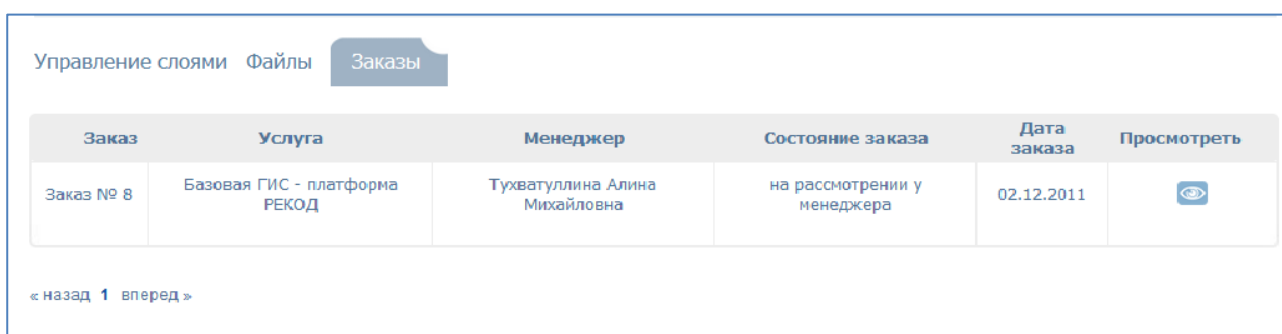 Управление слоями Файлы Заказы
Заказ Услуга Менеджер Состояние заказа Дата заказа Просмотреть
Заказ № 8 Базовая ГИС - платформа РЕКОД Тухватуллина Алина Михайловна на рассмотрении у менеджера 02.12.2011
« назад 1 вперед »